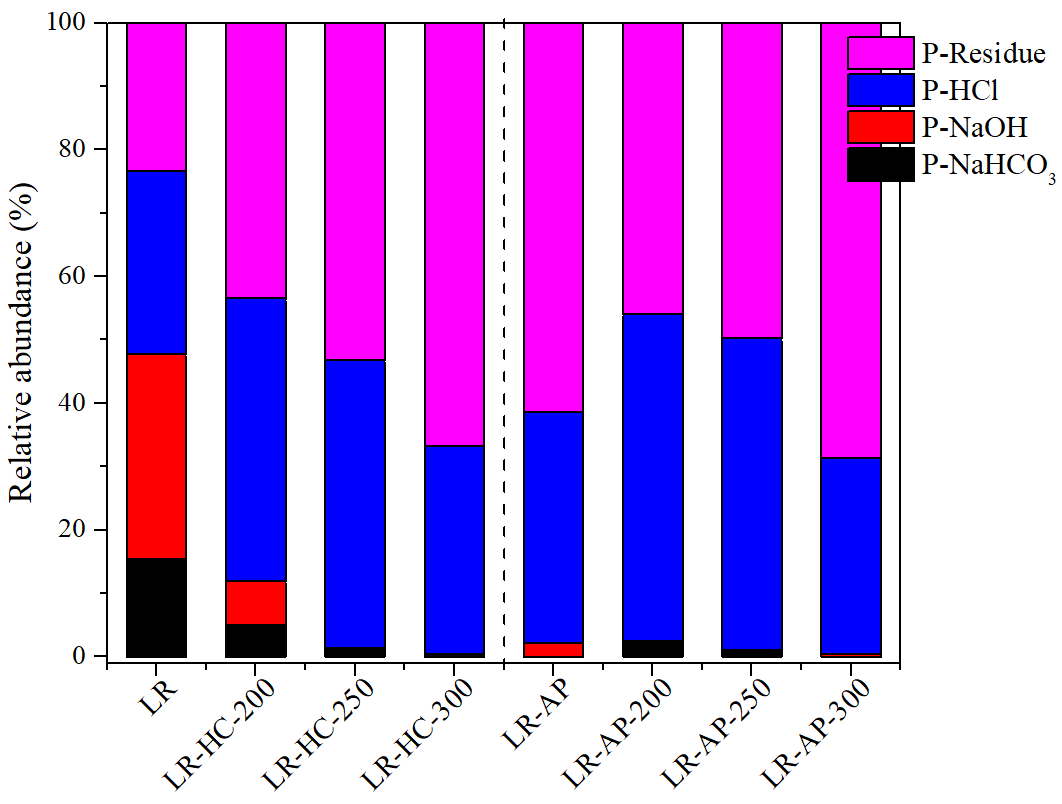 100
80
60
40
20
0
Relative abundance (%)
P-Residue
P-HCl
P-NaOH
P-NaHCO₃
LR
LR-HC-200
LR-HC-250
LR-HC-300
LR-AP
LR-AP-200
LR-AP-250
LR-AP-300